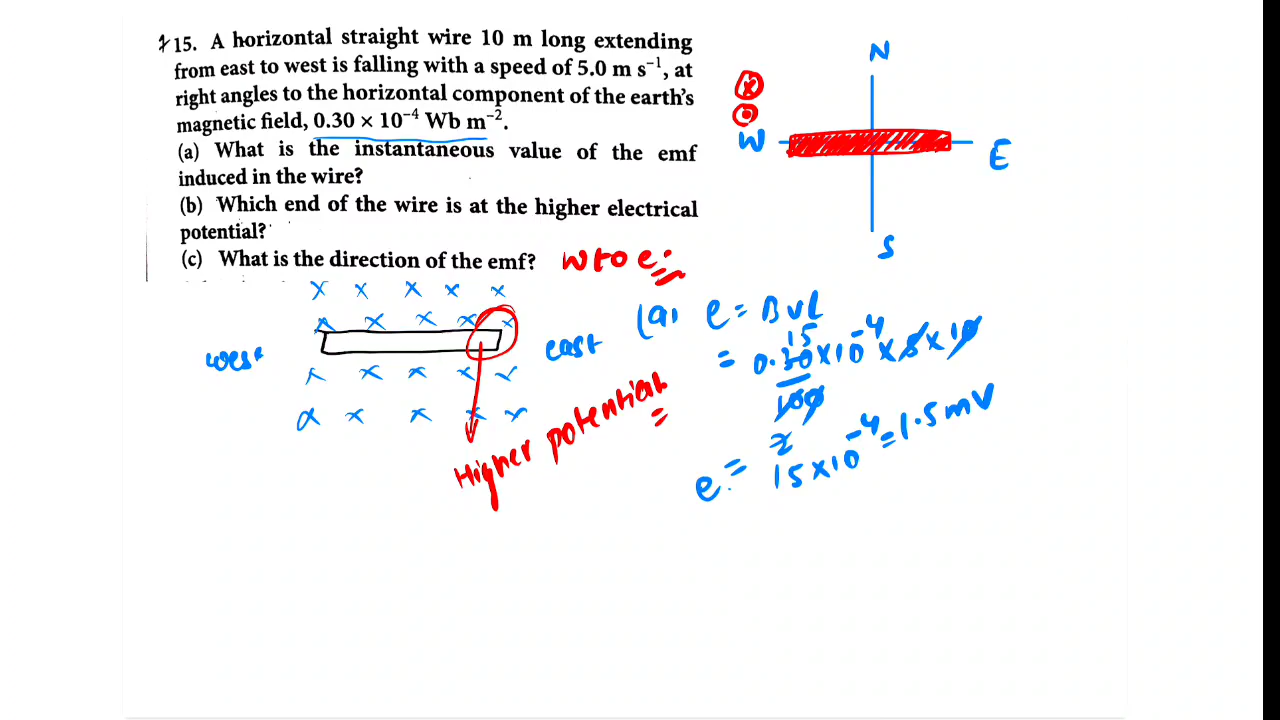 15. A horizontal straight wire 10 m long extending
from east to west is falling with a speed of 5.0 m s⁻¹, at
right angles to the horizontal component of the earth's
magnetic field, 0.30 × 10⁻⁴ Wb m⁻².
(a) What is the instantaneous value of the emf
induced in the wire?
(b) Which end of the wire is at the higher electrical
potential?
(c) What is the direction of the emf? W to e.
N
W
E
S
x x x x x
x x x x x
west
east
x x x x x
x x x x x
Higher potential
(a) e = Bvl
15
= 0.30 × 10⁻⁴ × 5 × 10
100
2
e = 15 × 10⁻⁴ = 1.5 mV